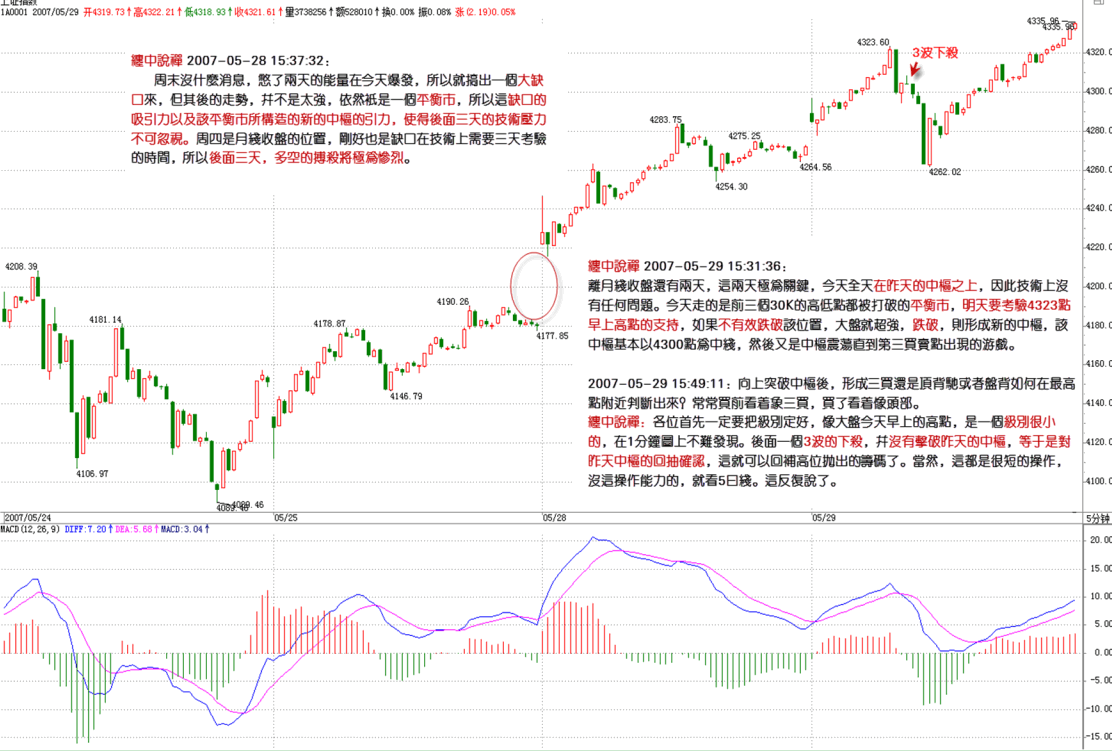 上证指数
1A0001 2007/05/29 开4319.73↑高4322.21↑低4318.93↑收4321.61↑量3738256↑额528010↑换0.00% 振0.08% 涨(2.19)0.05%
4335.96
4335.96
4323.60
3波下殺
4320.0
纏中說禪 2007-05-28 15:37:32：
周末沒什麼消息，憋了兩天的能量在今天爆發，所以就搞出一個大缺
口來，但其後的走勢，幷不是太強，依然衹是一個平衡市，所以這缺口的
吸引力以及該平衡市所構造的新的中樞的引力，使得後面三天的技術壓力
不可忽視。周四是月綫收盤的位置，剛好也是缺口在技術上需要三天考驗
的時間，所以後面三天，多空的搏殺將極爲慘烈。
4300.0
4283.75
4280.0
4275.25
4264.56
4262.02
4260.0
4254.30
4240.0
4220.0
4208.39
纏中說禪 2007-05-29 15:31:36：
離月綫收盤還有兩天，這兩天極爲關鍵，今天全天在昨天的中樞之上，因此技術上沒
有任何問題。今天走的是前三個30K的高低點都被打破的平衡市，明天要考驗4323點
早上高點的支持，如果不有效跌破該位置，大盤就超強，跌破，則形成新的中樞，該
中樞基本以4300點爲中綫，然後又是中樞震蕩直到第三買賣點出現的游戲。
4200.0
4190.26
4181.14
4178.87
4177.85
4180.0
4160.0
4146.79
4140.0
2007-05-29 15:49:11：向上突破中樞後，形成三買還是頂背馳或者盤背如何在最高
點附近判斷出來？常常買前看着象三買，買了看着像頭部。
纏中說禪：各位首先一定要把級別定好，像大盤今天早上的高點，是一個級別很小
的，在1分鐘圖上不難發現。後面一個3波的下殺，幷沒有擊破昨天的中樞，等于是對
昨天中樞的回抽確認，這就可以回補高位拋出的籌碼了。當然，這都是很短的操作，
沒這操作能力的，就看5日綫。這反復說了。
4120.0
4106.97
4100.0
4089.46
4089.46
2007/05/24 05/25 05/28 05/29 5分钟
MACD(12,26,9) DIFF:7.20↑ DEA:5.68↑ MACD:3.04↑
20.00
15.00
10.00
5.00
0.00
-5.00
-10.00
-15.00